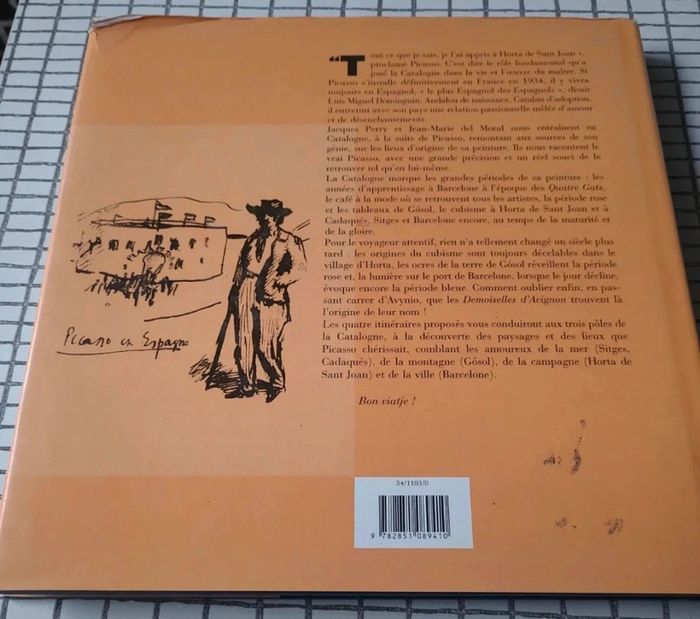 “Tout ce que je sais, je l'ai appris à Horta de Sant Joan »,
proclame Picasso. C'est dire le rôle fondamental qu'a
joué la Catalogne dans la vie et l'œuvre du maître. Si
Picasso s'installe définitivement en France en 1934, il y vivra
toujours en Espagnol, « le plus Espagnol des Espagnols », disait
Luis Miguel Dominguin. Andalou de naissance, Catalan d'adoption,
il entretient avec son pays une relation passionnelle mêlée d'amour
et de désenchantements.
Jacques Perry et Jean-Marie del Moral nous entraînent en
Catalogne, à la suite de Picasso, remontant aux sources de son
génie, sur les lieux d'origine de sa peinture. Ils nous racontent le
vrai Picasso, avec une grande précision et un réel souci de le
retrouver tel qu'en lui-même.
La Catalogne marque les grandes périodes de sa peinture : les
années d'apprentissage à Barcelone à l'époque des Quatre Gats,
le café à la mode où se retrouvent tous les artistes, la période rose
et les tableaux de Gósol, le cubisme à Horta de Sant Joan et à
Cadaqués, Sitges et Barcelone encore, au temps de la maturité et
de la gloire.
Pour le voyageur attentif, rien n'a tellement changé un siècle plus
tard : les origines du cubisme sont toujours décelables dans le
village d'Horta, les ocres de la terre de Gósol réveillent la période
rose et, la lumière sur le port de Barcelone, lorsque le jour décline,
évoque encore la période bleue. Comment oublier enfin, en pas-
sant carrer d'Avynio, que les Demoiselles d'Avignon trouvent là
l'origine de leur nom !
Les quatre itinéraires proposés vous conduiront aux trois pôles de
la Catalogne, à la découverte des paysages et des lieux que
Picasso chérissait, comblant les amoureux de la mer (Sitges,
Cadaqués), de la montagne (Gósol), de la campagne (Horta de
Sant Joan) et de la ville (Barcelone).
Bon viatje !
Picasso en Espagne
34/1103/0
9 782851 089410